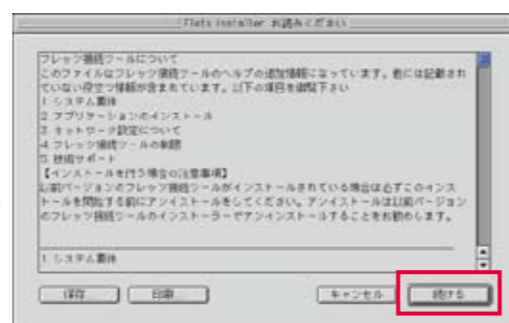 Flets Installer お読みください
フレッツ接続ツールについて
このファイルはフレッツ接続ツールのヘルプの追加情報になっています。他には記載され
ていない役立つ情報が含まれています。以下の項目を御覧下さい
1. システム要件
2. アプリケーションのインストール
3. ネットワーク設定について
4. フレッツ接続ツールの制限
5. 技術サポート
【インストールを行う場合の注意事項】
以前バージョンのフレッツ接続ツールがインストールされている場合は必ずこのインス
トールを開始する前にアンイストールをしてください。アンイストールは以前バージョン
のフレッツ接続ツールのインストーラーでアンインストールすることをお勧めします。
1. システム要件
保存... 印刷... キャンセル 続ける